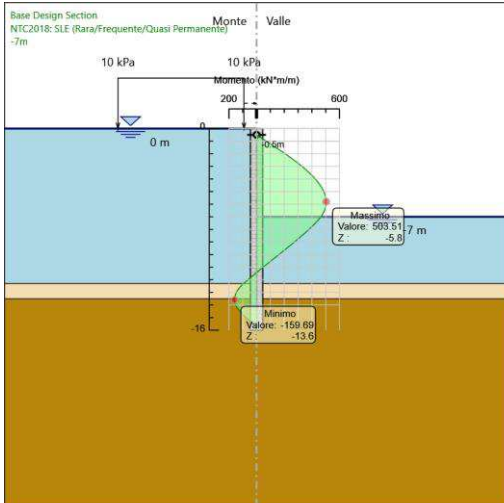 Base Design Section
NTC2018: SLE (Rara/Frequente/Quasi Permanente)
-7m
Monte
Valle
10 kPa
10 kPa
Momento (kN*m/m)
200
0
600
0
0 m
-0.5m
Massimo
Valore: 503.51
Z : -5.8
-7 m
Minimo
Valore: -159.69
Z : -13.6
-16